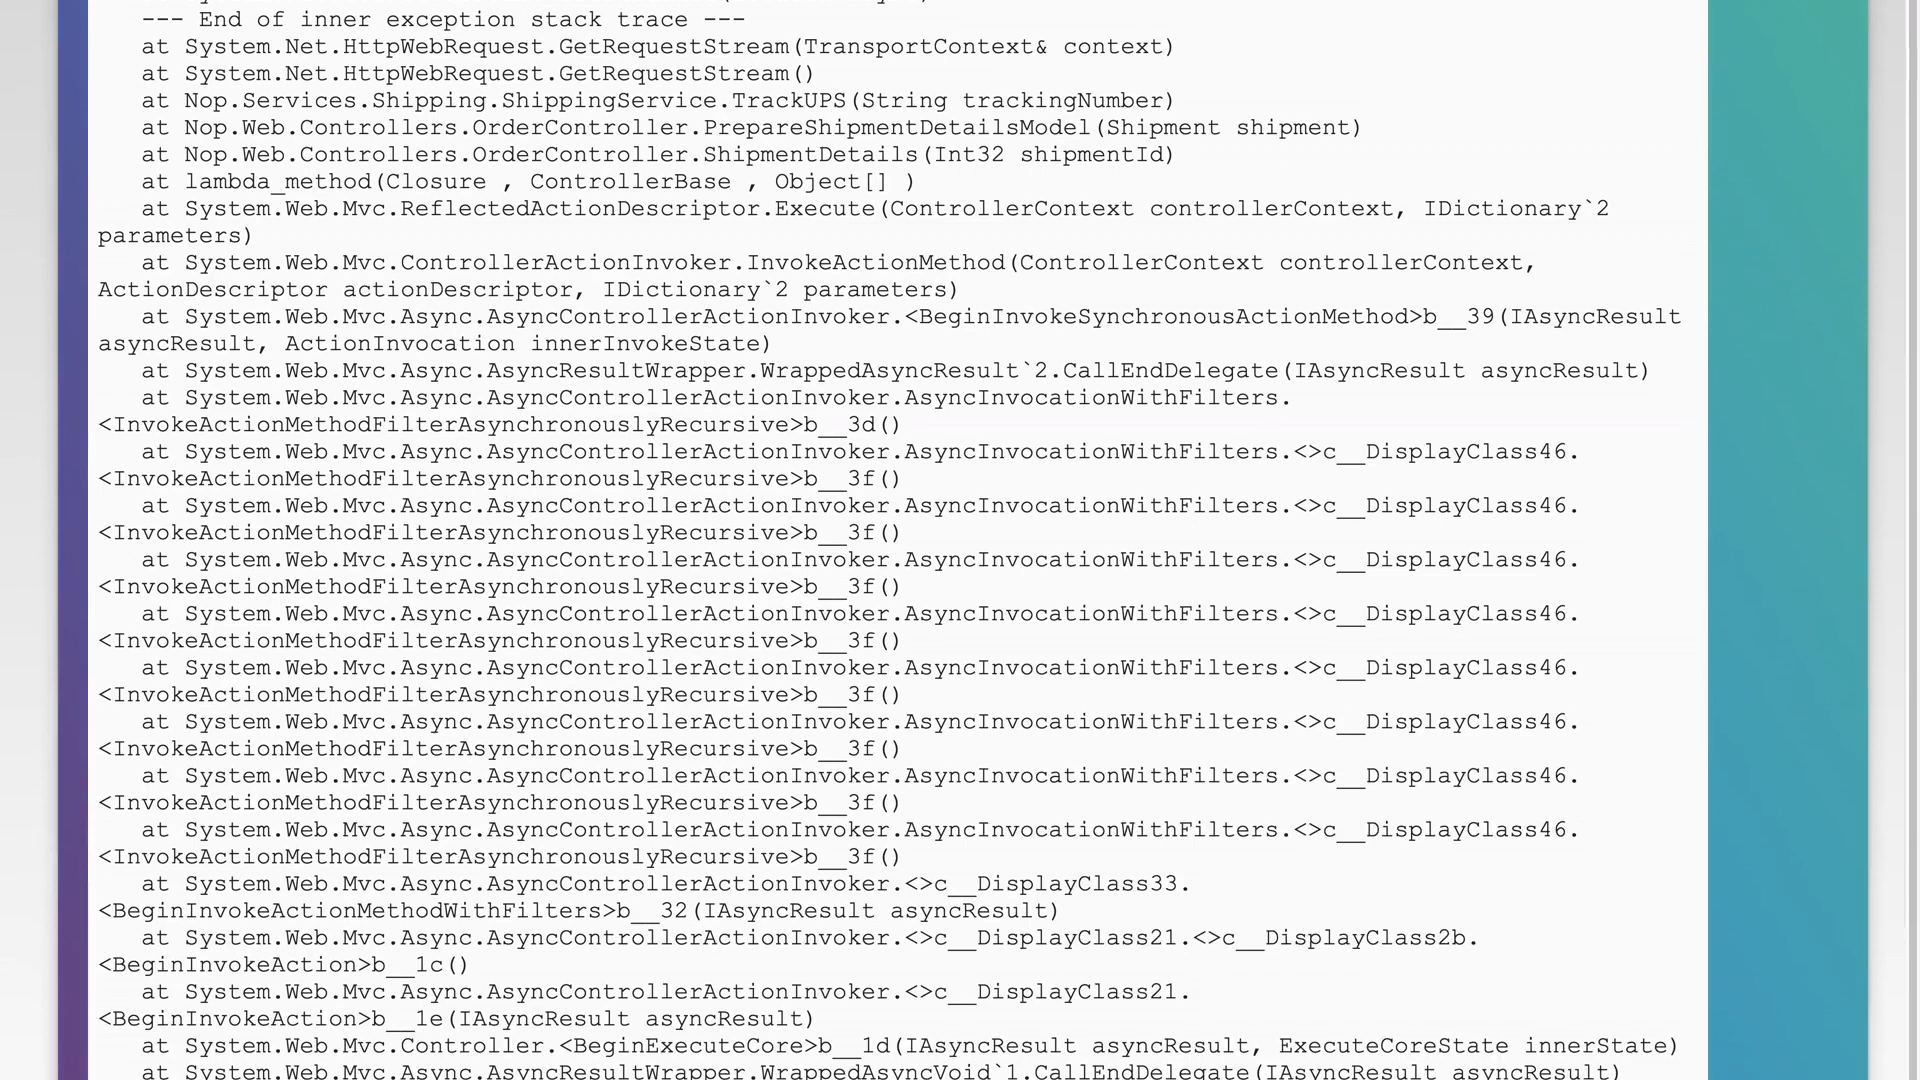 --- End of inner exception stack trace ---
at System.Net.HttpWebRequest.GetRequestStream(TransportContext& context)
at System.Net.HttpWebRequest.GetRequestStream()
at Nop.Services.Shipping.ShippingService.TrackUPS(String trackingNumber)
at Nop.Web.Controllers.OrderController.PrepareShipmentDetailsModel(Shipment shipment)
at Nop.Web.Controllers.OrderController.ShipmentDetails(Int32 shipmentId)
at lambda_method(Closure , ControllerBase , Object[] )
at System.Web.Mvc.ReflectedActionDescriptor.Execute(ControllerContext controllerContext, IDictionary`2
parameters)
at System.Web.Mvc.ControllerActionInvoker.InvokeActionMethod(ControllerContext controllerContext,
ActionDescriptor actionDescriptor, IDictionary`2 parameters)
at System.Web.Mvc.Async.AsyncControllerActionInvoker.<BeginInvokeSynchronousActionMethod>b__39(IAsyncResult
asyncResult, ActionInvocation innerInvokeState)
at System.Web.Mvc.Async.AsyncResultWrapper.WrappedAsyncResult`2.CallEndDelegate(IAsyncResult asyncResult)
at System.Web.Mvc.Async.AsyncControllerActionInvoker.AsyncInvocationWithFilters.
<InvokeActionMethodFilterAsynchronouslyRecursive>b__3d()
at System.Web.Mvc.Async.AsyncControllerActionInvoker.AsyncInvocationWithFilters.<>c__DisplayClass46.
<InvokeActionMethodFilterAsynchronouslyRecursive>b__3f()
at System.Web.Mvc.Async.AsyncControllerActionInvoker.AsyncInvocationWithFilters.<>c__DisplayClass46.
<InvokeActionMethodFilterAsynchronouslyRecursive>b__3f()
at System.Web.Mvc.Async.AsyncControllerActionInvoker.AsyncInvocationWithFilters.<>c__DisplayClass46.
<InvokeActionMethodFilterAsynchronouslyRecursive>b__3f()
at System.Web.Mvc.Async.AsyncControllerActionInvoker.AsyncInvocationWithFilters.<>c__DisplayClass46.
<InvokeActionMethodFilterAsynchronouslyRecursive>b__3f()
at System.Web.Mvc.Async.AsyncControllerActionInvoker.AsyncInvocationWithFilters.<>c__DisplayClass46.
<InvokeActionMethodFilterAsynchronouslyRecursive>b__3f()
at System.Web.Mvc.Async.AsyncControllerActionInvoker.AsyncInvocationWithFilters.<>c__DisplayClass46.
<InvokeActionMethodFilterAsynchronouslyRecursive>b__3f()
at System.Web.Mvc.Async.AsyncControllerActionInvoker.AsyncInvocationWithFilters.<>c__DisplayClass46.
<InvokeActionMethodFilterAsynchronouslyRecursive>b__3f()
at System.Web.Mvc.Async.AsyncControllerActionInvoker.AsyncInvocationWithFilters.<>c__DisplayClass46.
<InvokeActionMethodFilterAsynchronouslyRecursive>b__3f()
at System.Web.Mvc.Async.AsyncControllerActionInvoker.<>c__DisplayClass33.
<BeginInvokeActionMethodWithFilters>b__32(IAsyncResult asyncResult)
at System.Web.Mvc.Async.AsyncControllerActionInvoker.<>c__DisplayClass21.<>c__DisplayClass2b.
<BeginInvokeAction>b__1c()
at System.Web.Mvc.Async.AsyncControllerActionInvoker.<>c__DisplayClass21.
<BeginInvokeAction>b__1e(IAsyncResult asyncResult)
at System.Web.Mvc.Controller.<BeginExecuteCore>b__1d(IAsyncResult asyncResult, ExecuteCoreState innerState)
at System.Web.Mvc.Async.AsyncResultWrapper.WrappedAsyncVoid`1.CallEndDelegate(IAsyncResult asyncResult)